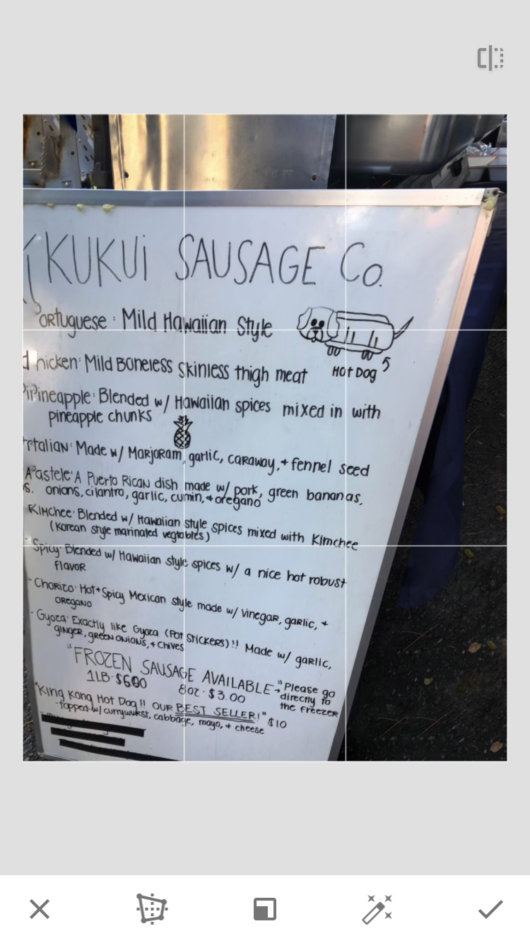 KUKUi SAUSAGE Co.
Portuguese· Mild Hawaiian Style
HOT DOG
hicken· Mild Boneless Skinless thigh meat
Pineapple· Blended w/ Hawaiian spices mixed in with
pineapple chunks
Italian· Made w/ Marjoram, garlic, caraway, + fennel seed
Pastele· A Puerto Rican dish made w/ pork, green bananas,
onions, cilantro, garlic, cumin, + oregano
Kimchee· Blended w/ Hawaiian style spices mixed with Kimchee
(Korean style marinated vegtables)
Spicy· Blended w/ Hawaiian style spices w/ a nice hot robust
flavor
Chorico· Hot + Spicy Mexican style made w/ Vinegar, garlic, +
oregano
Gyoza· Exactly like Gyoza (Pot Stickers)!! Made w/ garlic,
ginger, green onions, + chives
"FROZEN SAUSAGE AVAILABLE
1LB· $6.00 8oz· $3.00
"Please go
directly to
the freezer
"King Kong Hot Dog!! OUR BEST SELLER!" $10
topped w/ cabbage, mayo, + cheese